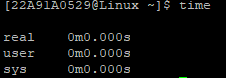 [22A91A0529@Linux ~]$ time
real    0m0.000s
user    0m0.000s
sys     0m0.000s